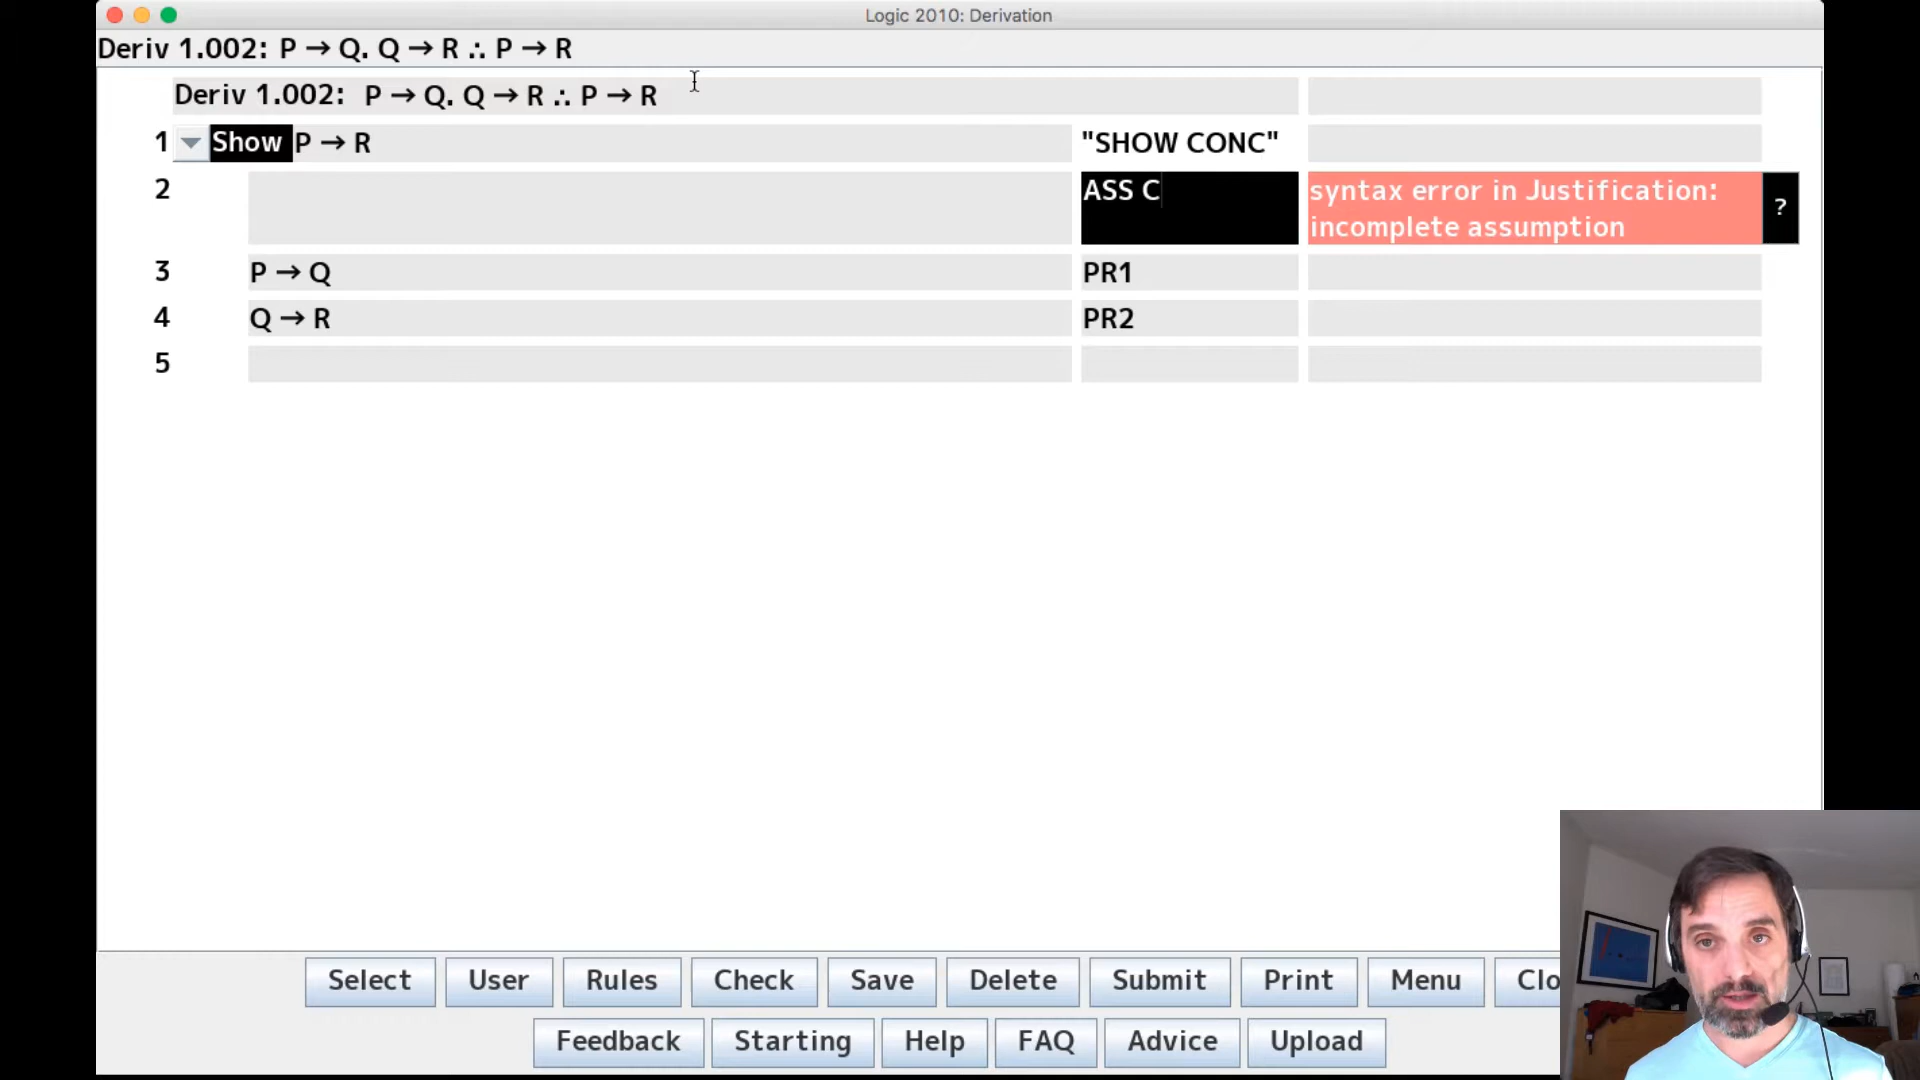 Logic 2010: Derivation
Deriv 1.002: P → Q. Q → R ∴ P → R
Deriv 1.002: P → Q. Q → R ∴ P → R
1 Show P → R "SHOW CONC"
2 ASS C syntax error in Justification: ?
incomplete assumption
3 P → Q PR1
4 Q → R PR2
5
Select User Rules Check Save Delete Submit Print Menu Clo
Feedback Starting Help FAQ Advice Upload